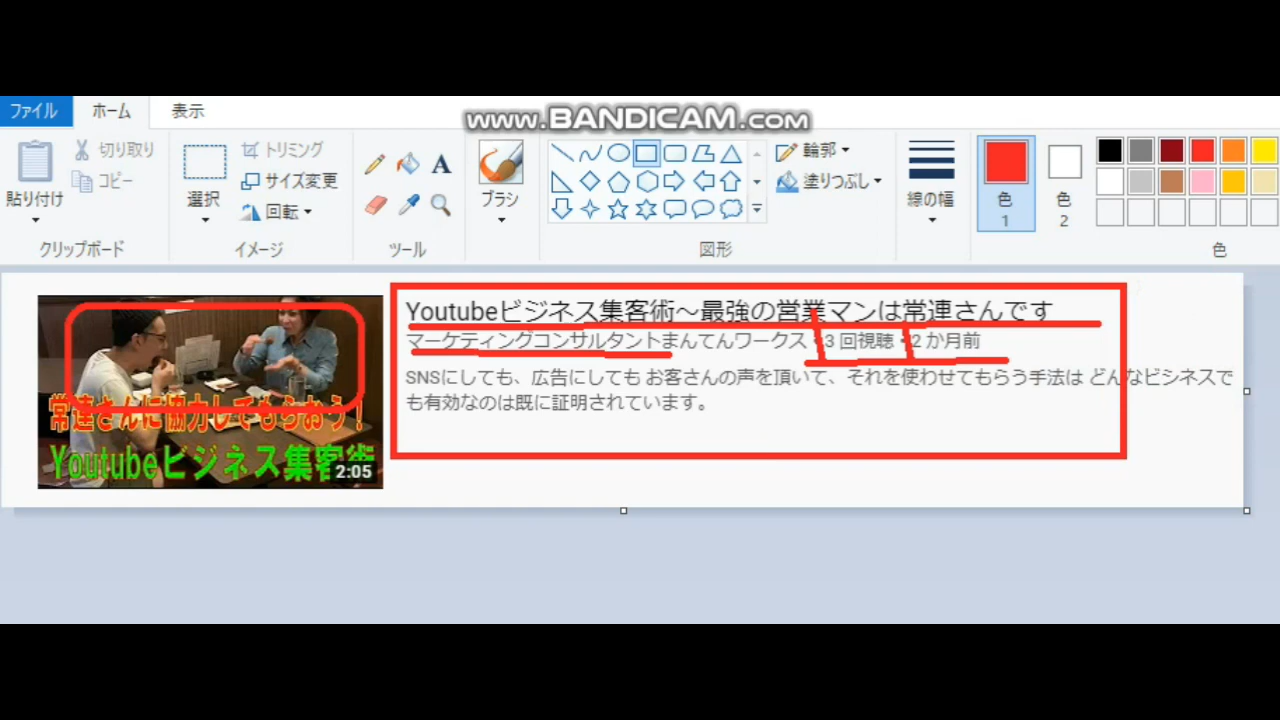 www.BANDICAM.com
ファイル ホーム 表示
貼り付け 切り取り コピー クリップボード
選択 トリミング サイズ変更 回転 イメージ
A ツール
ブラシ
輪郭 塗りつぶし 図形
線の幅
色 1 色 2 色
Youtubeビジネス集客術～最強の営業マンは常連さんです
マーケティングコンサルタントまんてんワークス・3 回視聴・2 か月前
SNSにしても、広告にしても お客さんの声を頂いて、それを使わせてもらう手法は どんなビシネスで
も有効なのは既に証明されています。
常連さんに協力してもらおう！
Youtubeビジネス集客術
2:05